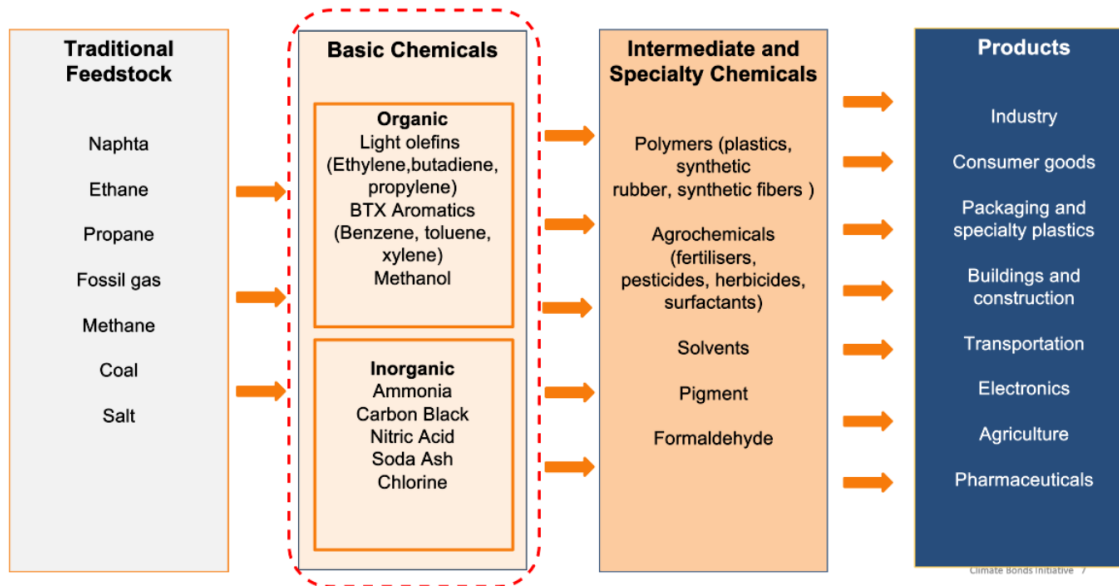 Traditional
Feedstock
Naphta
Ethane
Propane
Fossil gas
Methane
Coal
Salt
Basic Chemicals
Organic
Light olefins
(Ethylene,butadiene,
propylene)
BTX Aromatics
(Benzene, toluene,
xylene)
Methanol
Inorganic
Ammonia
Carbon Black
Nitric Acid
Soda Ash
Chlorine
Intermediate and
Specialty Chemicals
Polymers (plastics,
synthetic
rubber, synthetic fibers )
Agrochemicals
(fertilisers,
pesticides, herbicides,
surfactants)
Solvents
Pigment
Formaldehyde
Products
Industry
Consumer goods
Packaging and
specialty plastics
Buildings and
construction
Transportation
Electronics
Agriculture
Pharmaceuticals
Climate Bonds Initiative 7